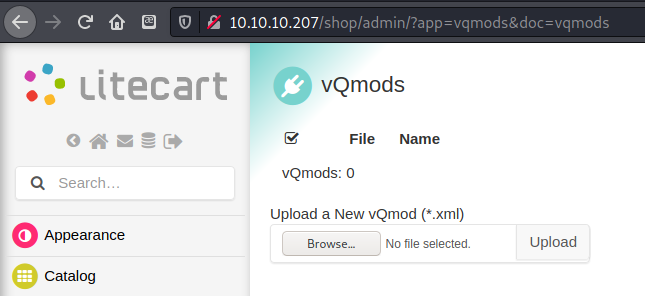 10.10.10.207/shop/admin/?app=vqmods&doc=vqmods
litecart
Search…
Appearance
Catalog
vQmods
File Name
vQmods: 0
Upload a New vQmod (*.xml)
Browse... No file selected. Upload